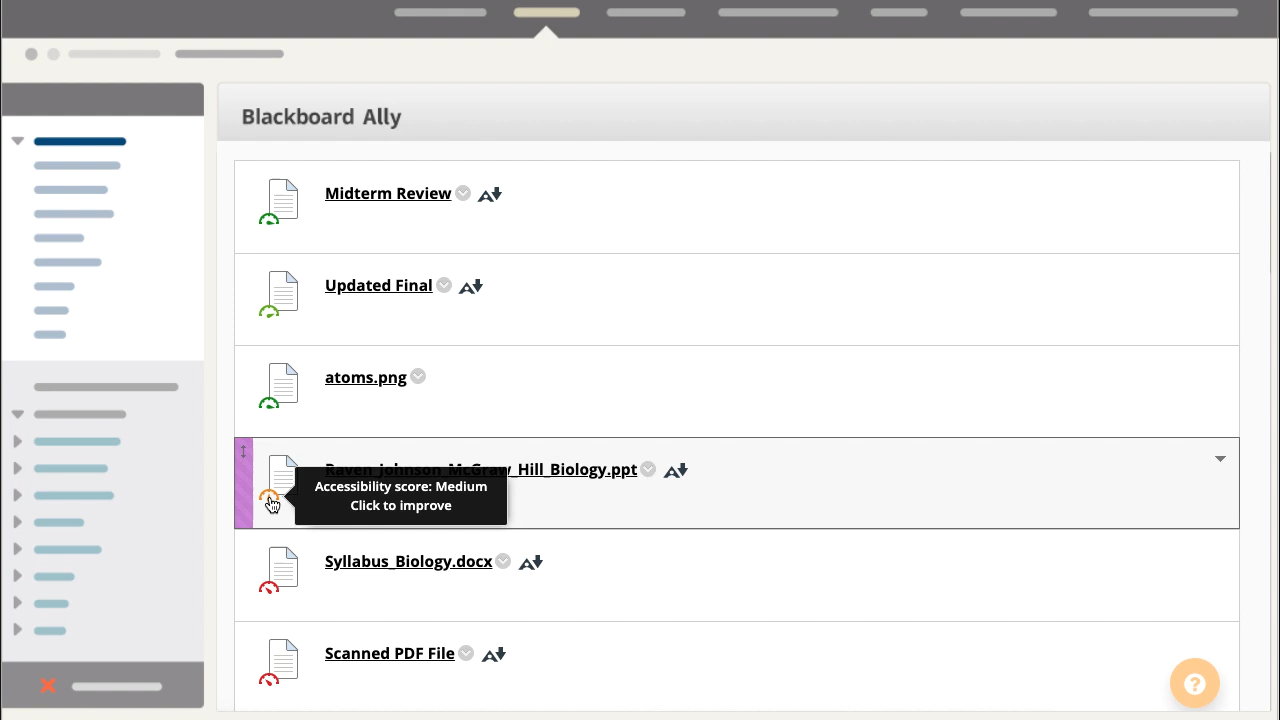 Blackboard Ally
Midterm Review
Updated Final
atoms.png
Raven_Johnson_McGraw_Hill_Biology.ppt
Accessibility score: Medium
Click to improve
Syllabus_Biology.docx
Scanned PDF File